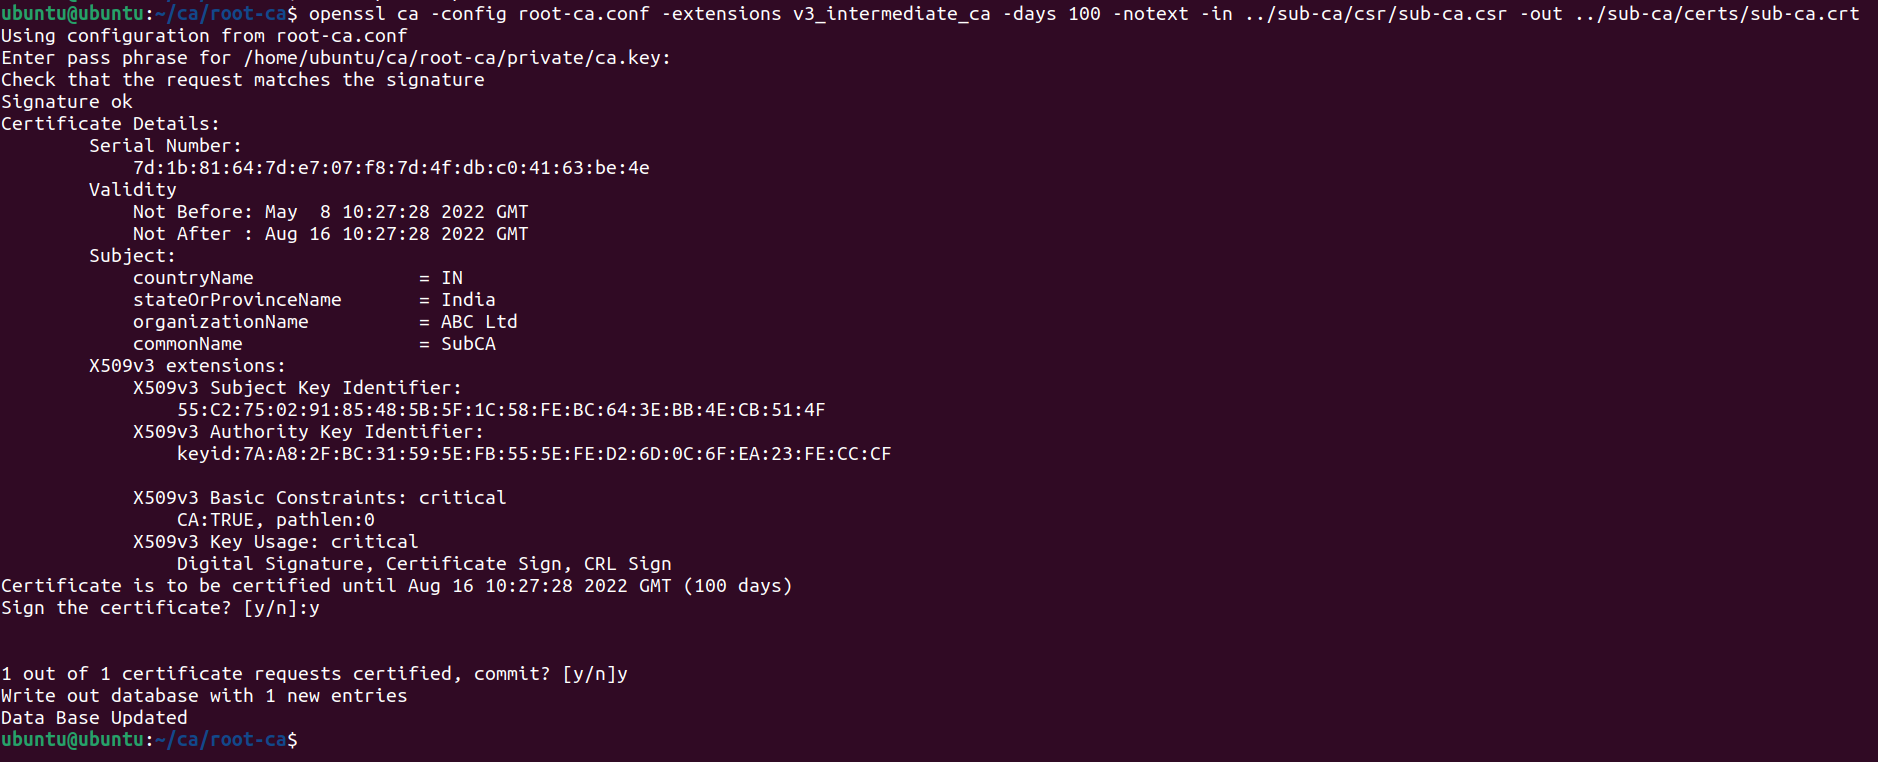 ubuntu@ubuntu:~/ca/root-ca$ openssl ca -config root-ca.conf -extensions v3_intermediate_ca -days 100 -notext -in ../sub-ca/csr/sub-ca.csr -out ../sub-ca/certs/sub-ca.crt
Using configuration from root-ca.conf
Enter pass phrase for /home/ubuntu/ca/root-ca/private/ca.key:
Check that the request matches the signature
Signature ok
Certificate Details:
        Serial Number:
            7d:1b:81:64:7d:e7:07:f8:7d:4f:db:c0:41:63:be:4e
        Validity
            Not Before: May  8 10:27:28 2022 GMT
            Not After : Aug 16 10:27:28 2022 GMT
        Subject:
            countryName               = IN
            stateOrProvinceName       = India
            organizationName          = ABC Ltd
            commonName                = SubCA
        X509v3 extensions:
            X509v3 Subject Key Identifier:
                55:C2:75:02:91:85:48:5B:5F:1C:58:FE:BC:64:3E:BB:4E:CB:51:4F
            X509v3 Authority Key Identifier:
                keyid:7A:A8:2F:BC:31:59:5E:FB:55:5E:FE:D2:6D:0C:6F:EA:23:FE:CC:CF
            X509v3 Basic Constraints: critical
                CA:TRUE, pathlen:0
            X509v3 Key Usage: critical
                Digital Signature, Certificate Sign, CRL Sign
Certificate is to be certified until Aug 16 10:27:28 2022 GMT (100 days)
Sign the certificate? [y/n]:y
1 out of 1 certificate requests certified, commit? [y/n]y
Write out database with 1 new entries
Data Base Updated
ubuntu@ubuntu:~/ca/root-ca$